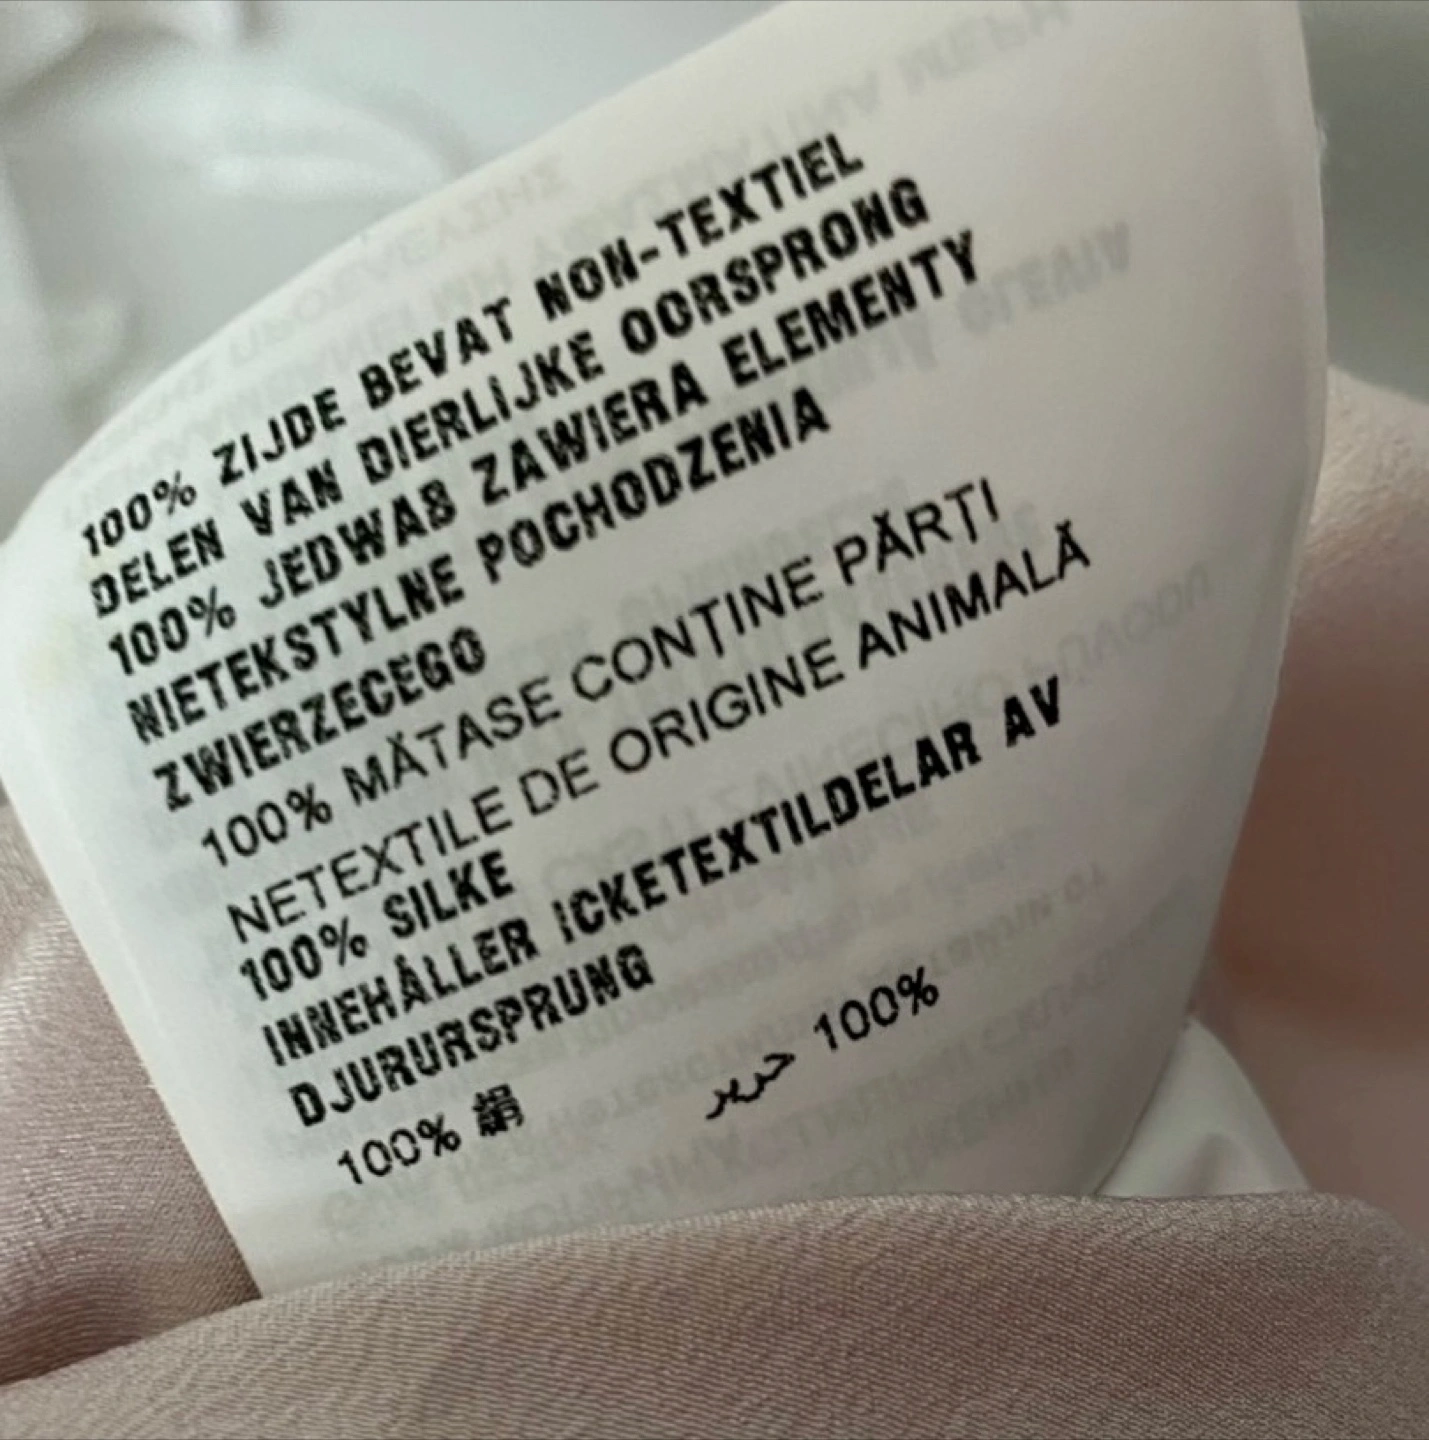 100% ZIJDE BEVAT NON-TEXTIEL
DELEN VAN DIERLIJKE OORSPRONG
100% JEDWAB ZAWIERA ELEMENTY
NIETEKSTYLNE POCHODZENIA
ZWIERZECEGO
100% MĂTASE CONȚINE PĂRȚI
NETEXTILE DE ORIGINE ANIMALĂ
100% SILKE
INNEHÅLLER ICKETEXTILDELAR AV
DJURURSPRUNG
100% 絹
100% حرير